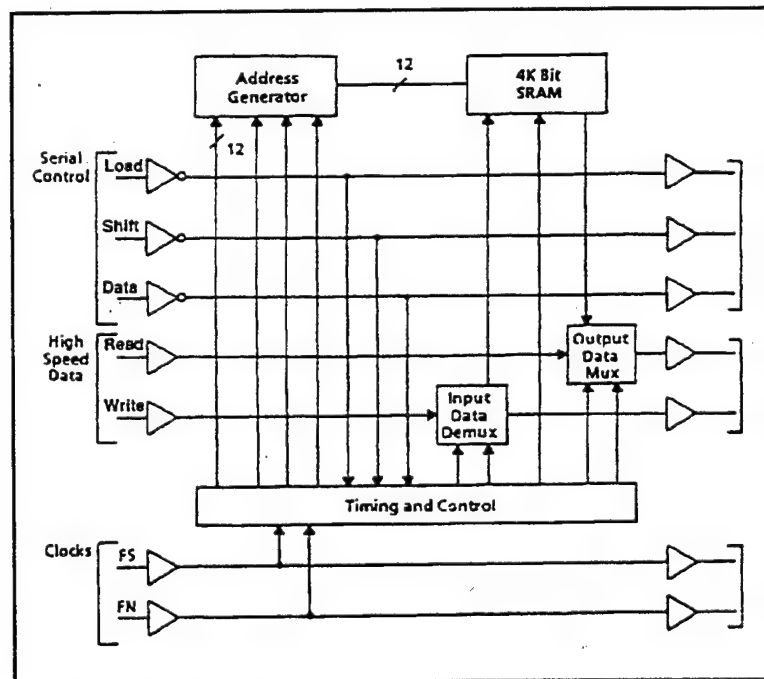 Address
Generator
12
4K Bit
SRAM
12
Serial
Control
Load
Shift
Data
High
Speed
Data
Read
Write
Output
Data
Mux
Input
Data
Demux
Timing and Control
Clocks
FS
FN